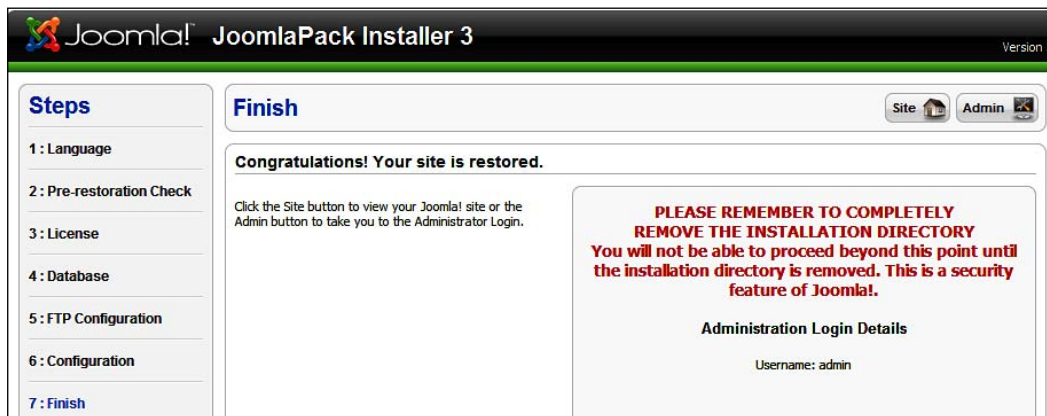 Joomla! JoomlaPack Installer 3
Version
Steps
1 : Language
2 : Pre-restoration Check
3 : License
4 : Database
5 : FTP Configuration
6 : Configuration
7 : Finish
Finish
Site
Admin
Congratulations! Your site is restored.
Click the Site button to view your Joomla! site or the
Admin button to take you to the Administrator Login.
PLEASE REMEMBER TO COMPLETELY
REMOVE THE INSTALLATION DIRECTORY
You will not be able to proceed beyond this point until
the installation directory is removed. This is a security
feature of Joomla!.
Administration Login Details
Username: admin